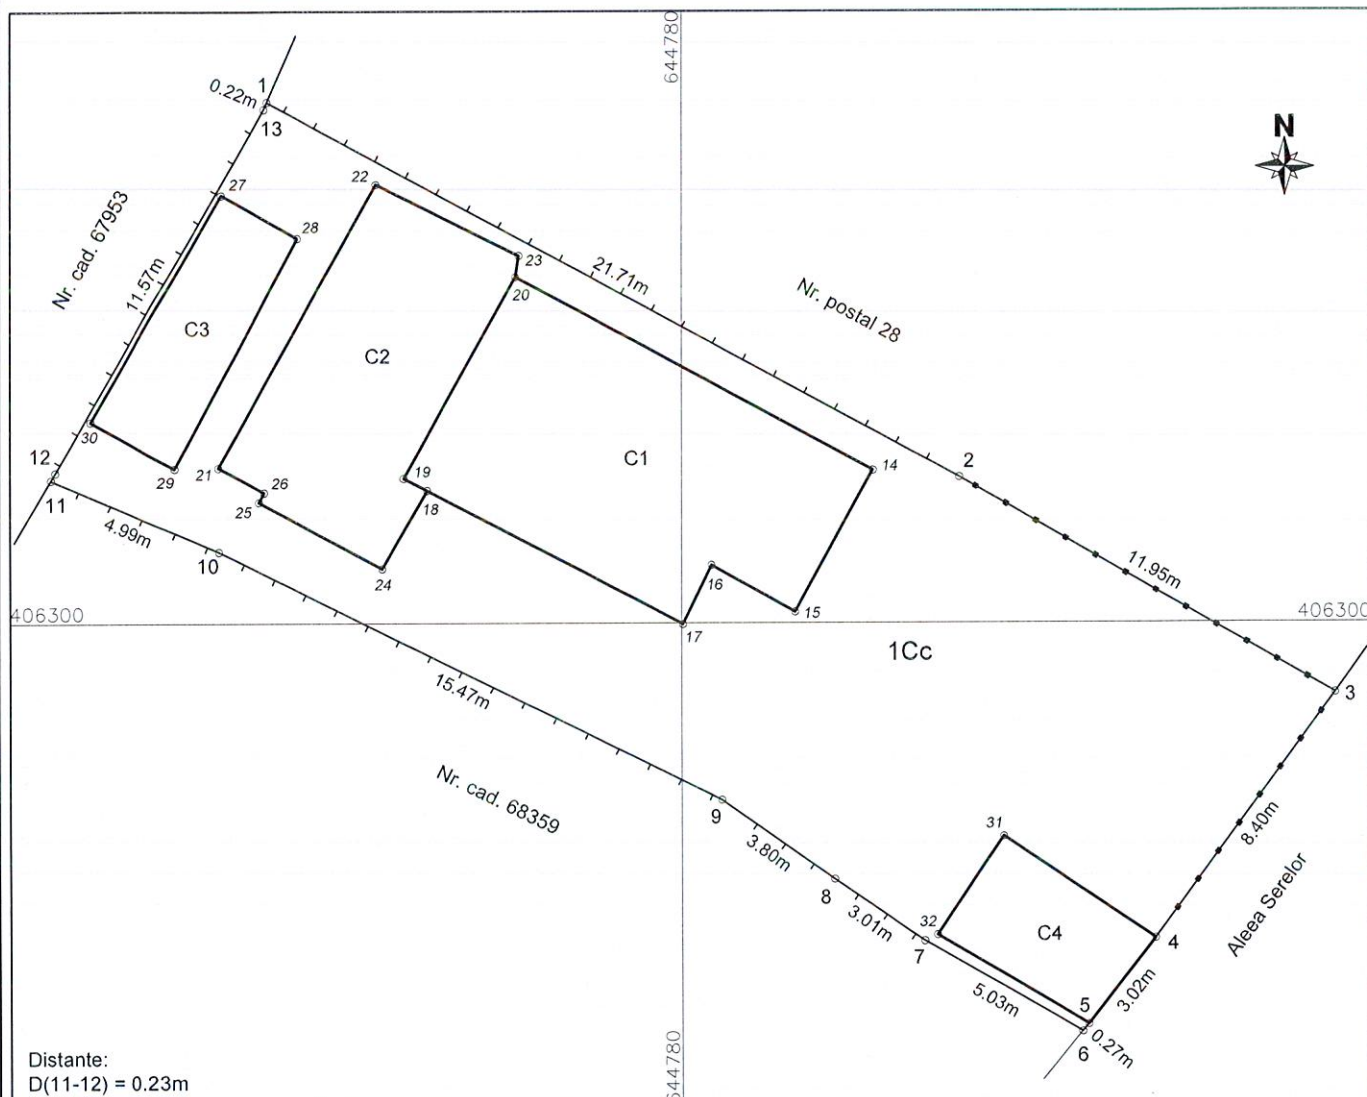 644780
N
1
0.22m
13
22
27
28
23
20
21.71m
Nr. postal 28
Nr. cad. 67953
11.57m
C3
C2
C1
30
29
12
11
21
26
25
19
18
14
2
4.99m
10
24
16
15
17
11.95m
406300
406300
1Cc
3
15.47m
Nr. cad. 68359
9
3.80m
8
3.01m
31
8.40m
Aleea Serelor
32
C4
4
7
3.02m
5.03m
5
0.27m
6
644780
Distante:
D(11-12) = 0.23m